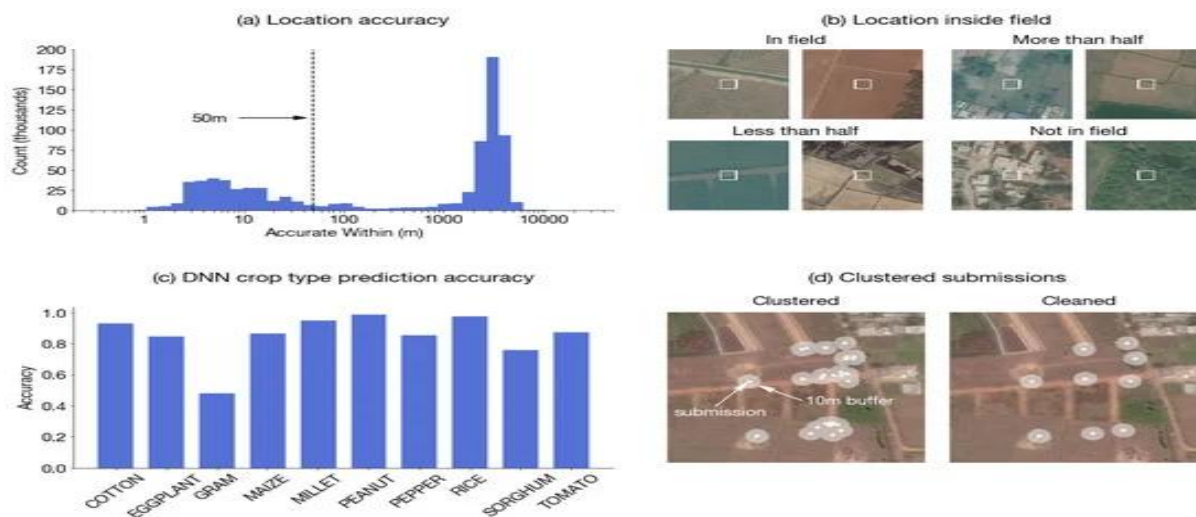 (a) Location accuracy
200
175
150
125
100
75
50
25
0
Count (thousands)
50m
1 10 100 1000 10000
Accurate Within (m)
(b) Location inside field
In field More than half
Less than half Not in field
(c) DNN crop type prediction accuracy
1.0
0.8
0.6
0.4
0.2
0.0
Accuracy
COTTON EGGPLANT GRAM MAIZE MILLET PEANUT PEPPER RICE SORGHUM TOMATO
(d) Clustered submissions
Clustered Cleaned
10m buffer
submission